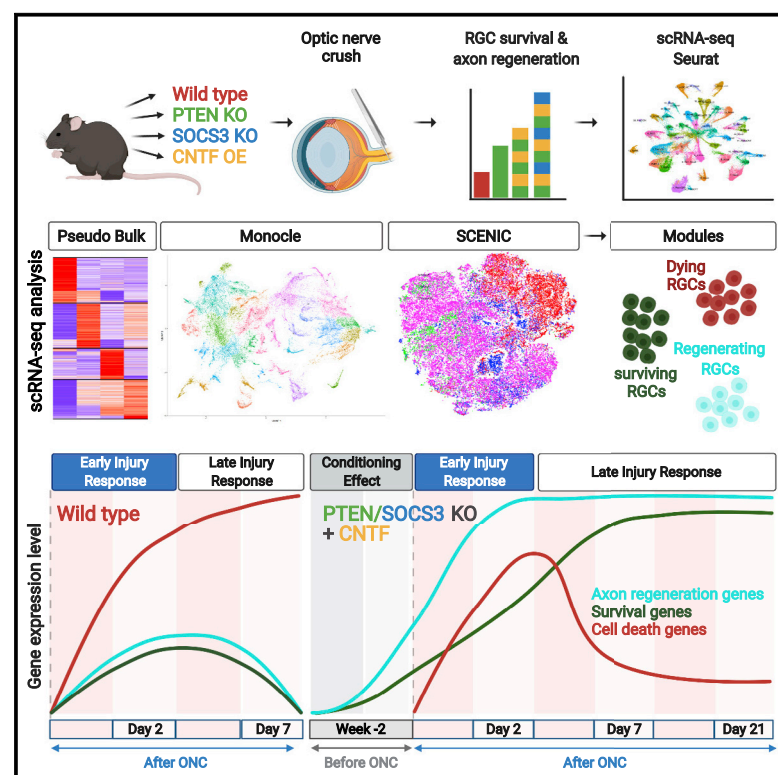 Optic nerve
crush
RGC survival &
axon regeneration
scRNA-seq
Seurat
Wild type
PTEN KO
SOCS3 KO
CNTF OE
scRNA-seq analysis
Pseudo Bulk
Monocle
SCENIC
Modules
Dying
RGCs
surviving
RGCs
Regenerating
RGCs
Early Injury
Response
Late Injury
Response
Conditioning
Effect
Early Injury
Response
Late Injury Response
Gene expression level
Wild type
PTEN/SOCS3 KO
+ CNTF
Axon regeneration genes
Survival genes
Cell death genes
Day 2
Day 7
Week -2
Day 2
Day 7
Day 21
After ONC
Before ONC
After ONC